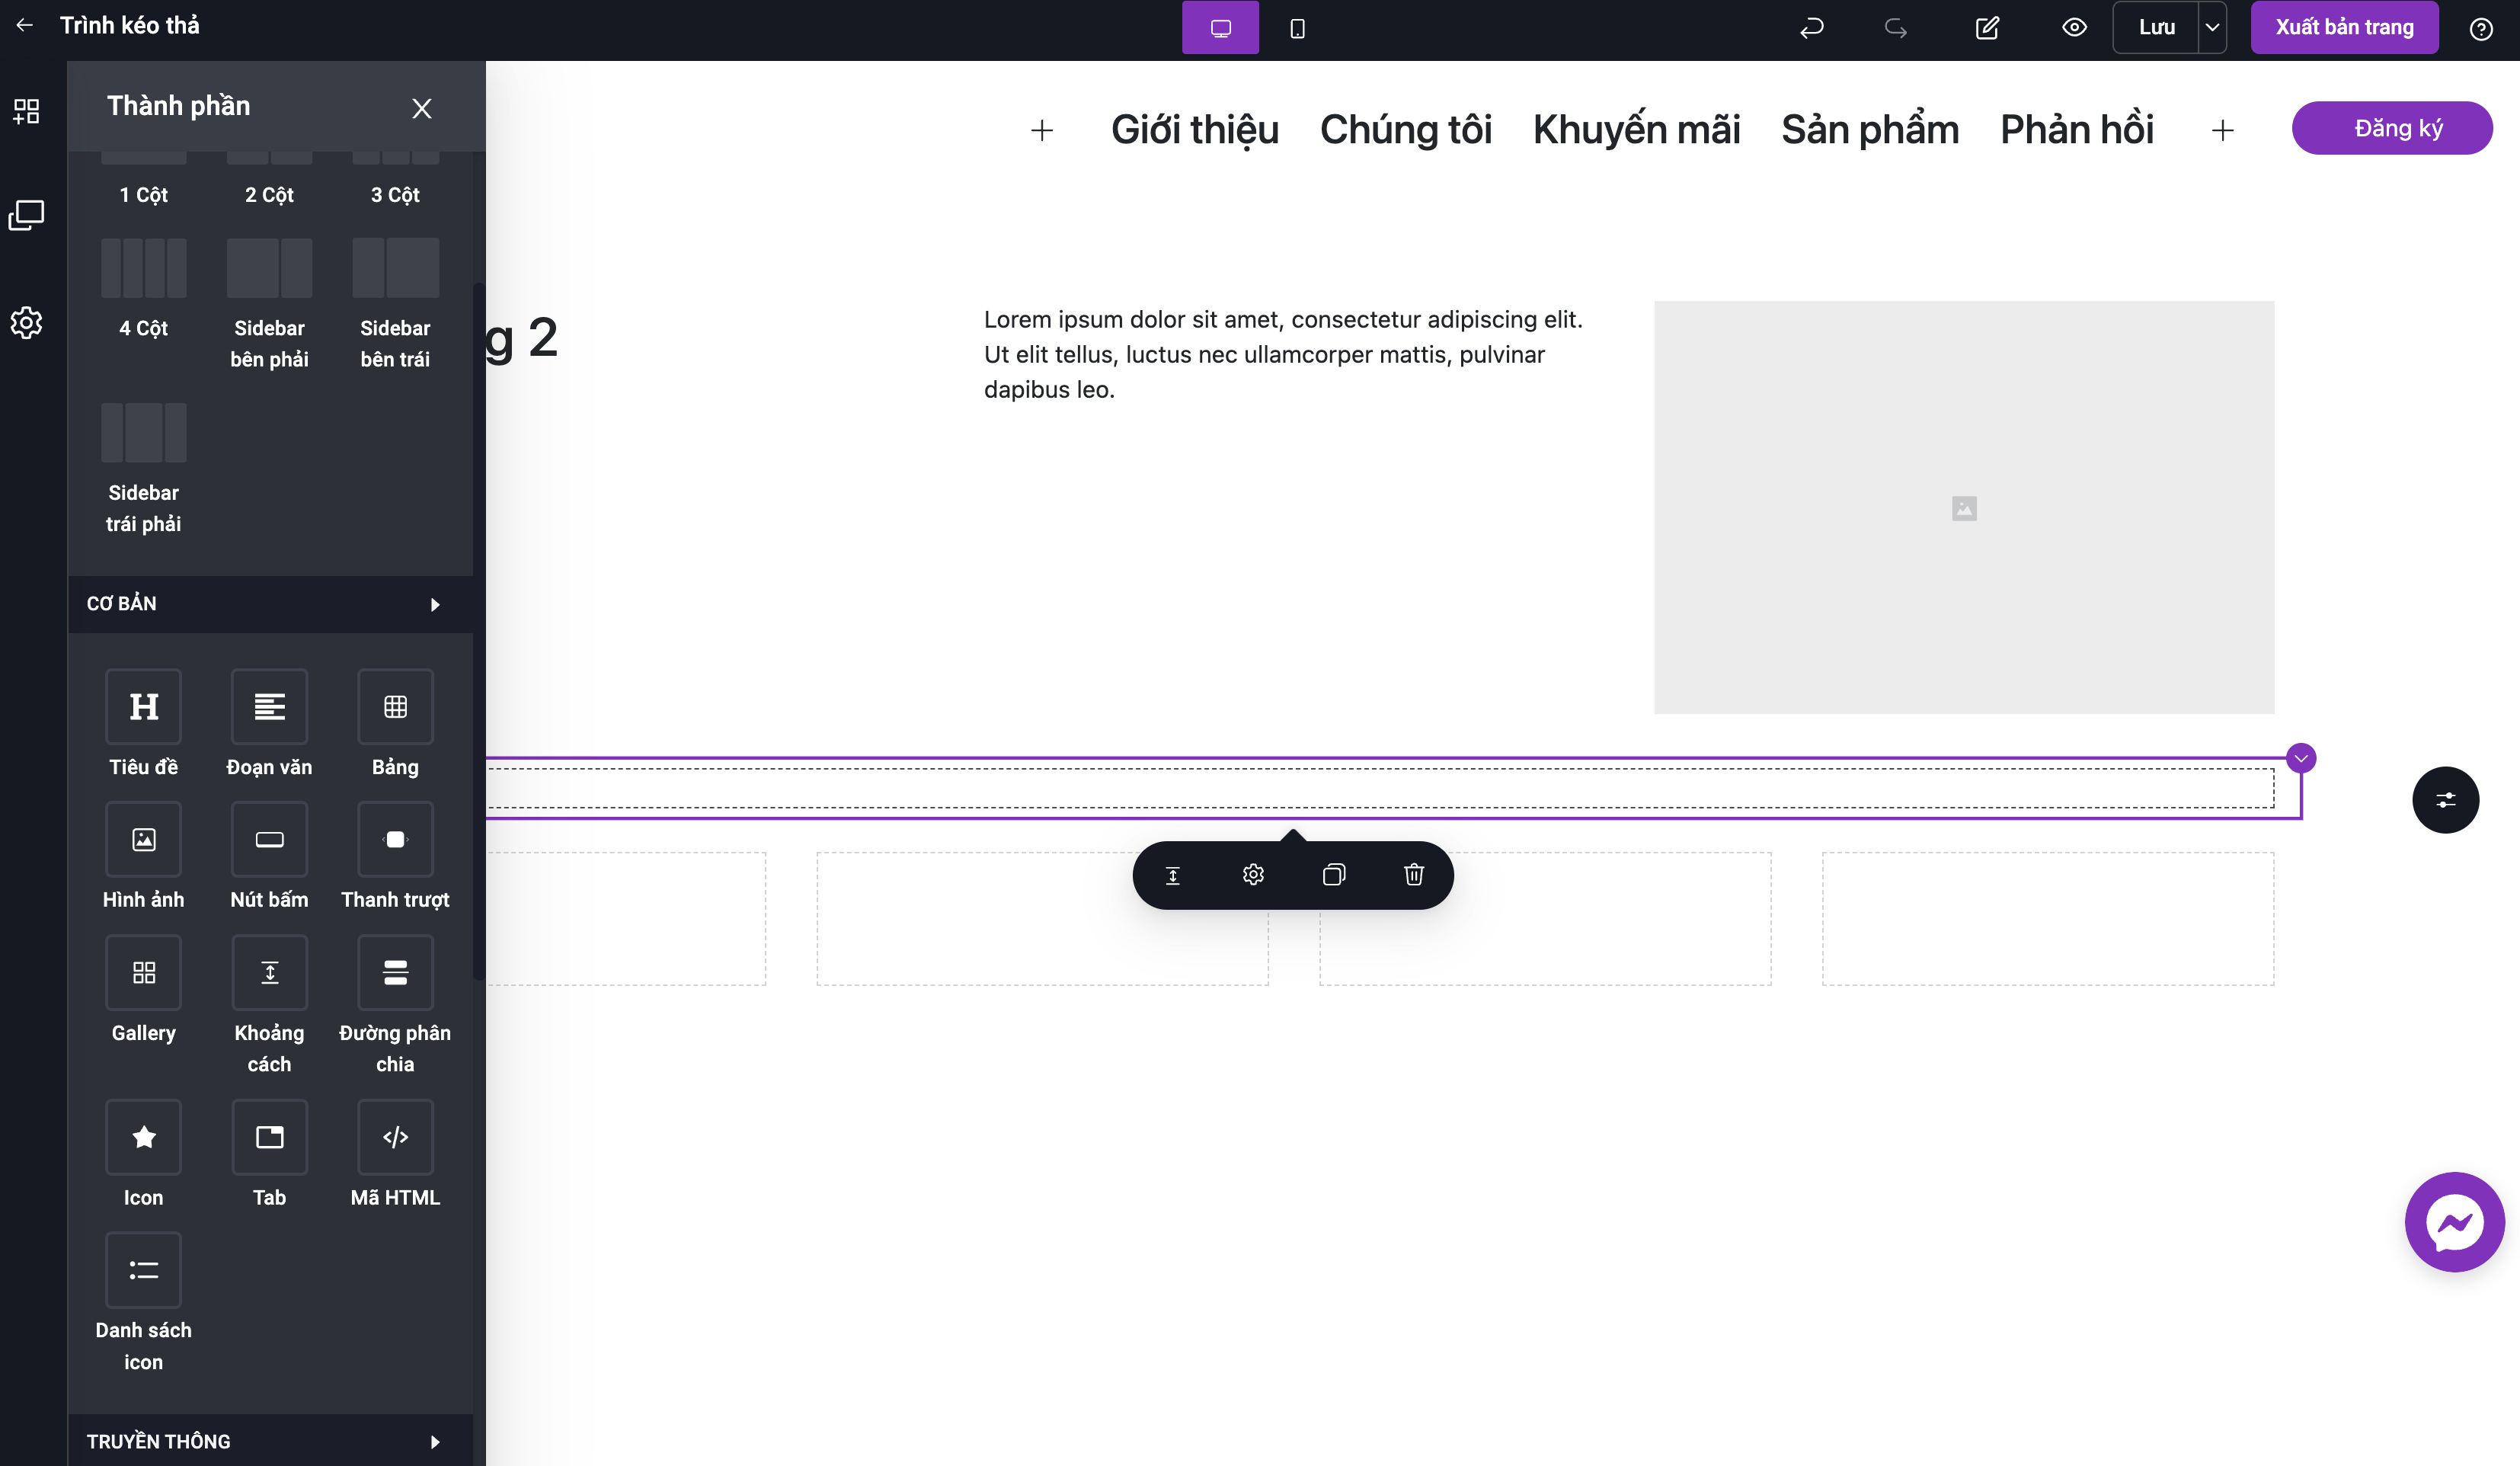 Trình kéo thả
Lưu
Xuất bản trang
Thành phần
1 Cột
2 Cột
3 Cột
4 Cột
Sidebar
bên phải
Sidebar
bên trái
Sidebar
trái phải
CƠ BẢN
Tiêu đề
Đoạn văn
Bảng
Hình ảnh
Nút bấm
Thanh trượt
Gallery
Khoảng
cách
Đường phân
chia
Icon
Tab
Mã HTML
Danh sách
icon
TRUYỀN THÔNG
Giới thiệu
Chúng tôi
Khuyến mãi
Sản phẩm
Phản hồi
Đăng ký
g 2
Lorem ipsum dolor sit amet, consectetur adipiscing elit.
Ut elit tellus, luctus nec ullamcorper mattis, pulvinar
dapibus leo.